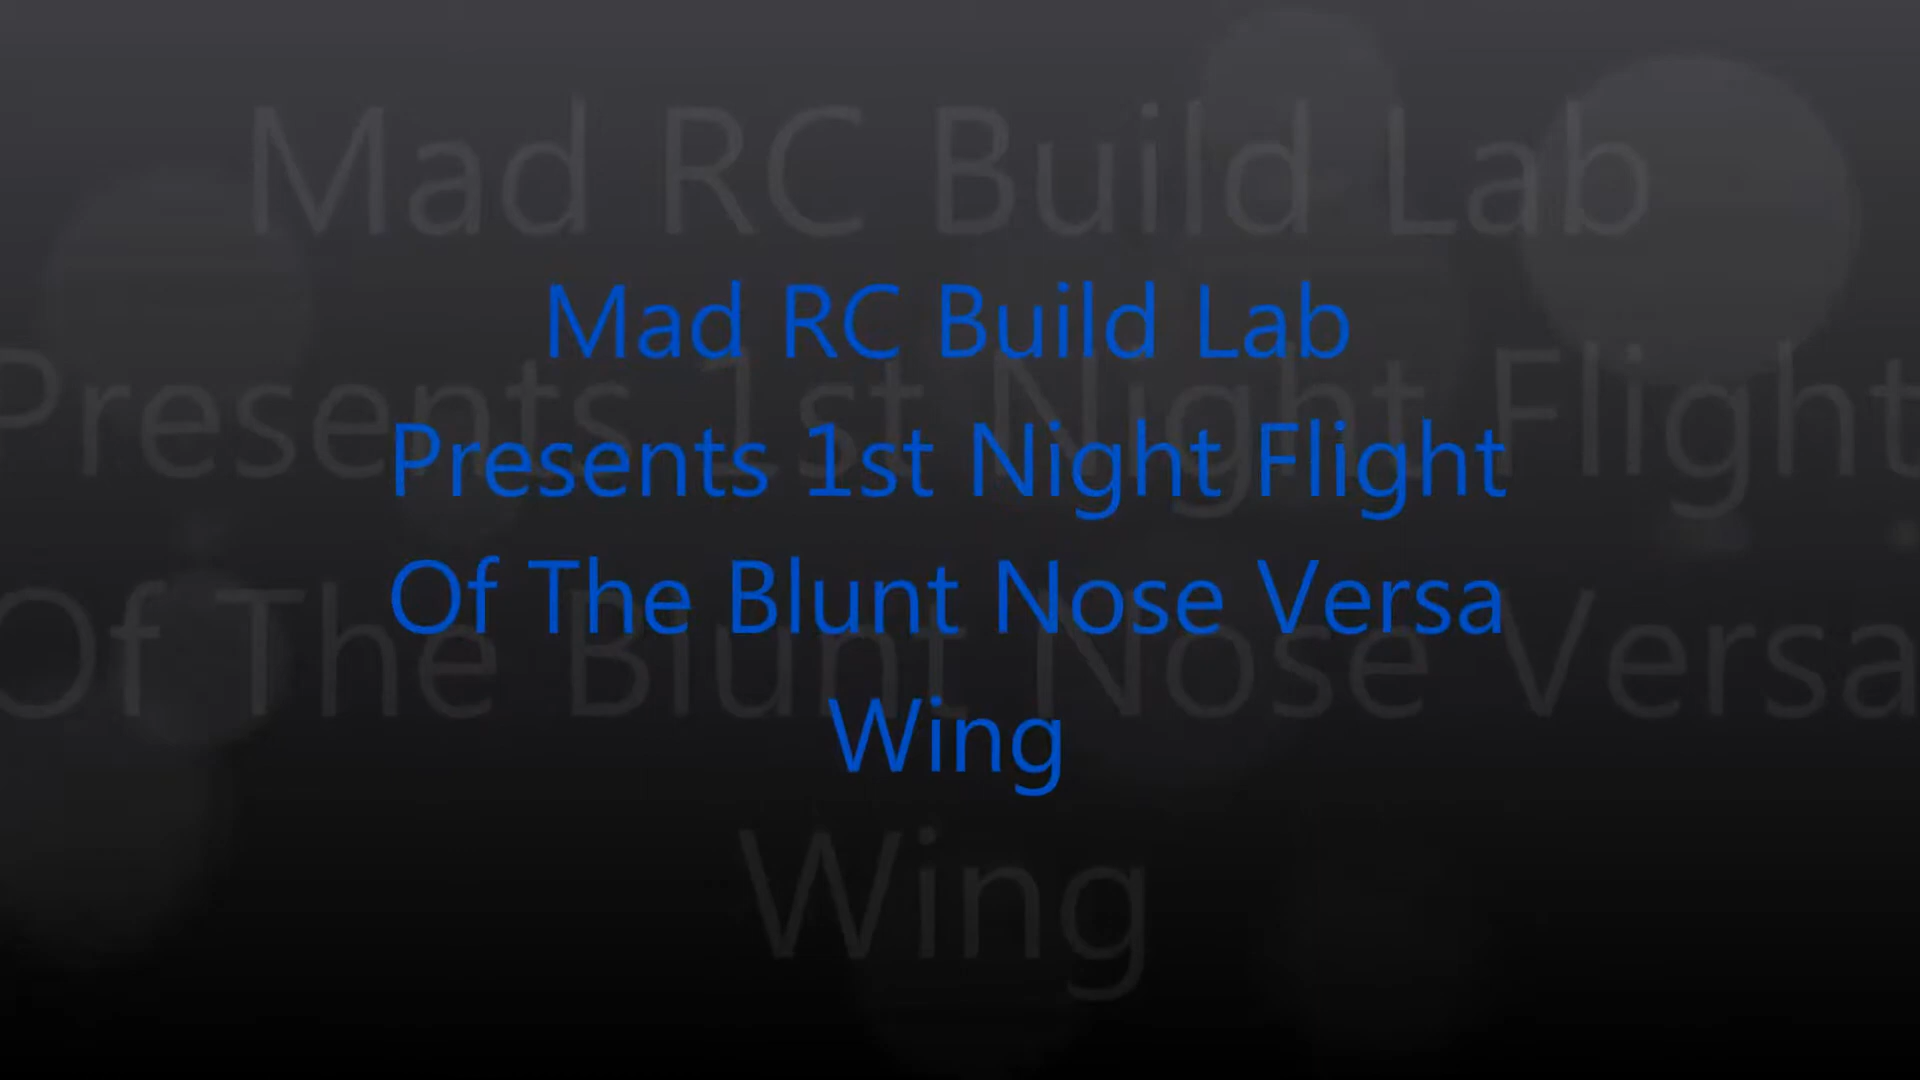 Mad RC Build Lab
Presents 1st Night Flight
Of The Blunt Nose Versa
Wing